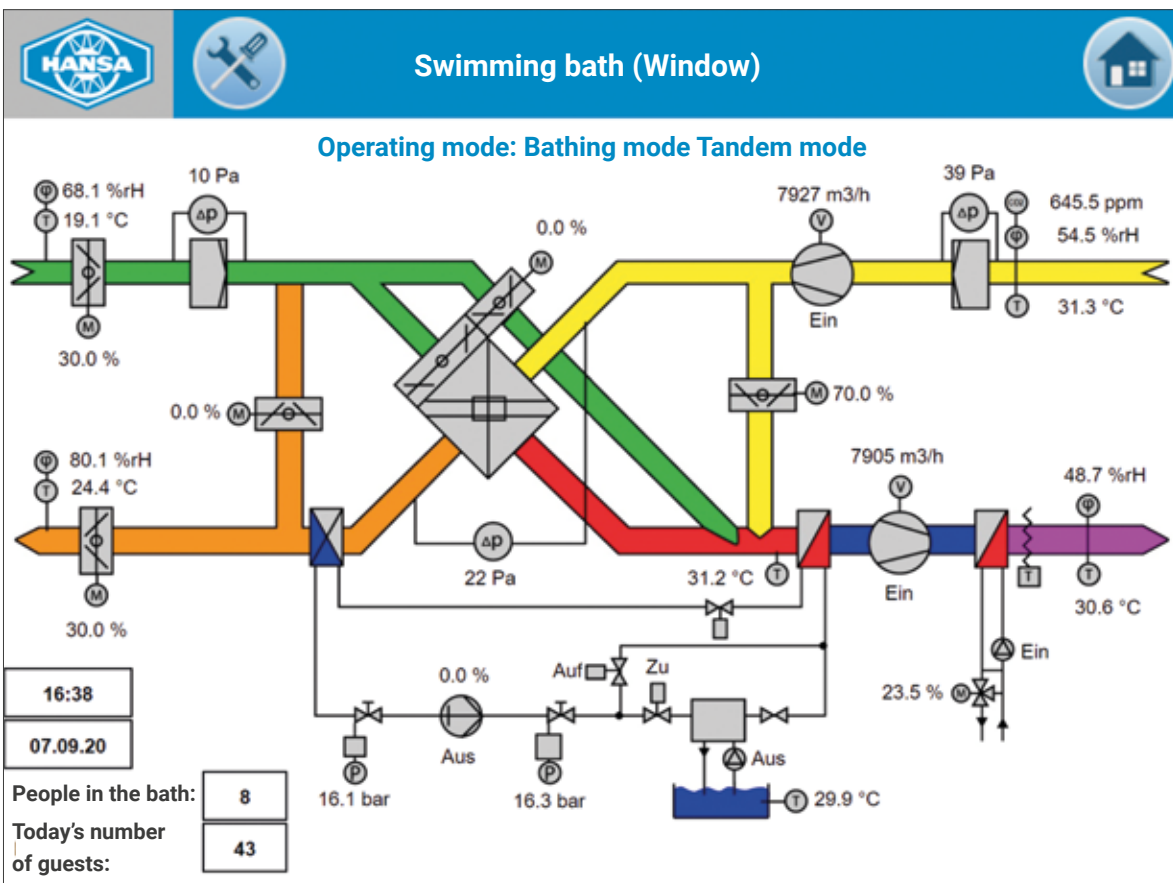 HANSA
Swimming bath (Window)
Operating mode: Bathing mode Tandem mode
φ 68.1 %rH
T 19.1 °C
10 Pa
Δp
M
30.0 %
0.0 %
M
7927 m3/h
V
Ein
39 Pa
Δp
CO2 645.5 ppm
φ 54.5 %rH
T 31.3 °C
0.0 % M
M 70.0 %
φ 80.1 %rH
T 24.4 °C
M
30.0 %
Δp
22 Pa
31.2 °C T
7905 m3/h
V
Ein
48.7 %rH
φ
T
30.6 °C
T
Ein
23.5 % M
0.0 %
Aus
Auf
Zu
Aus
P
16.1 bar
P
16.3 bar
T 29.9 °C
16:38
07.09.20
People in the bath: 8
Today's number
of guests: 43